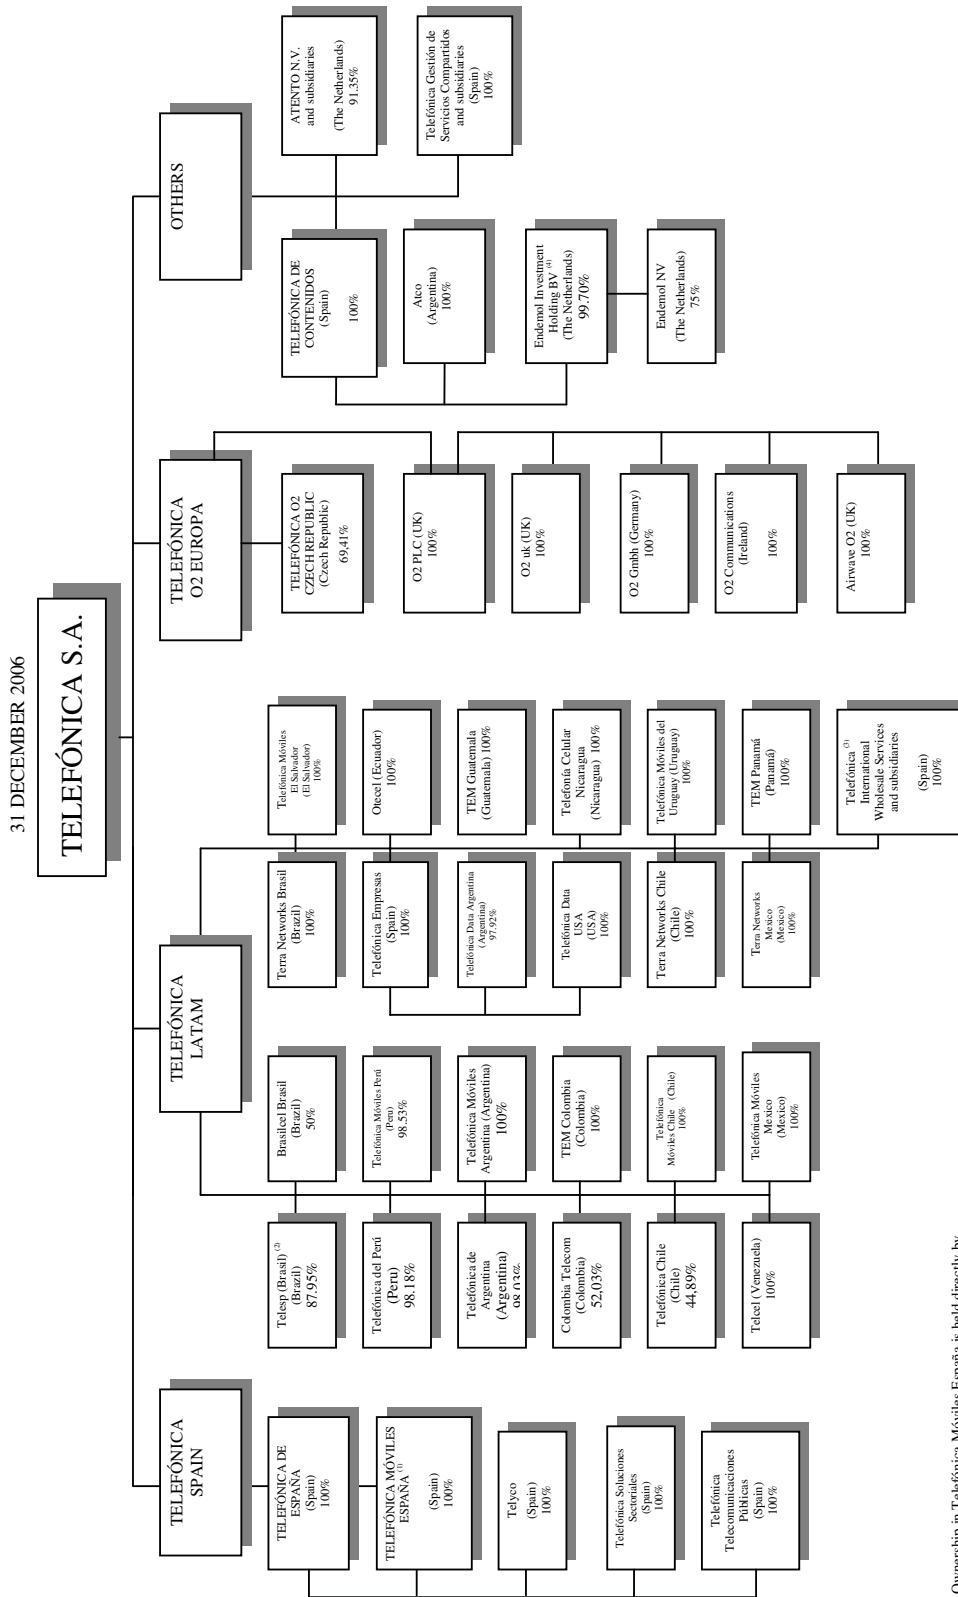 31 DECEMBER 2006
TELEFÓNICA S.A.
TELEFÓNICA
SPAIN
TELEFÓNICA
LATAM
TELEFÓNICA
O2 EUROPA
OTHERS
TELEFÓNICA DE
ESPAÑA
(Spain)
100%
TELEFÓNICA MÓVILES
ESPAÑA (1)
(Spain)
100%
Telyco
(Spain)
100%
Telefónica Soluciones
Sectoriales
(Spain)
100%
Telefónica
Telecomunicaciones
Públicas
(Spain)
100%
Telesp (Brasil) (2)
(Brazil)
87.95%
Telefónica del Perú
(Peru)
98.18%
Telefónica de
Argentina
(Argentina)
98.03%
Colombia Telecom
(Colombia)
52,03%
Telefónica Chile
(Chile)
44,89%
Telcel (Venezuela)
100%
Brasilcel Brasil
(Brazil)
50%
Telefónica Móviles Perú
(Peru)
98.53%
Telefónica Móviles
Argentina (Argentina)
100%
TEM Colombia
(Colombia)
100%
Telefónica
Móviles Chile (Chile)
100%
Telefónica Móviles
Mexico
(Mexico)
100%
Terra Networks Brasil
(Brazil)
100%
Telefónica Empresas
(Spain)
100%
Telefónica Data Argentina
(Argentina)
97.92%
Telefónica Data
USA
(USA)
100%
Terra Networks Chile
(Chile)
100%
Terra Networks
Mexico
(Mexico)
100%
Telefónica Móviles
El Salvador
(El Salvador)
100%
Otecel (Ecuador)
100%
TEM Guatemala
(Guatemala) 100%
Telefonía Celular
Nicaragua
(Nicaragua) 100%
Telefónica Móviles del
Uruguay (Uruguay)
100%
TEM Panamá
(Panamá)
100%
Telefónica (3)
International
Wholesale Services
and subsidiaries
(Spain)
100%
TELEFÓNICA O2
CZECH REPUBLIC
(Czech Republic)
69,41%
O2 PLC (UK)
100%
O2 uk (UK)
100%
O2 Gmbh (Germany)
100%
O2 Communications
(Ireland)
100%
Airwave O2 (UK)
100%
TELEFÓNICA DE
CONTENIDOS
(Spain)
100%
Atco
(Argentina)
100%
Endemol Investment
Holding BV (4)
(The Netherlands)
99.70%
Endemol NV
(The Netherlands)
75%
ATENTO N.V.
and subsidiaries
(The Netherlands)
91.35%
Telefónica Gestión de
Servicios Compartidos
and subsidiaries
(Spain)
100%
Ownership in Telefónica Móviles España is held directly by